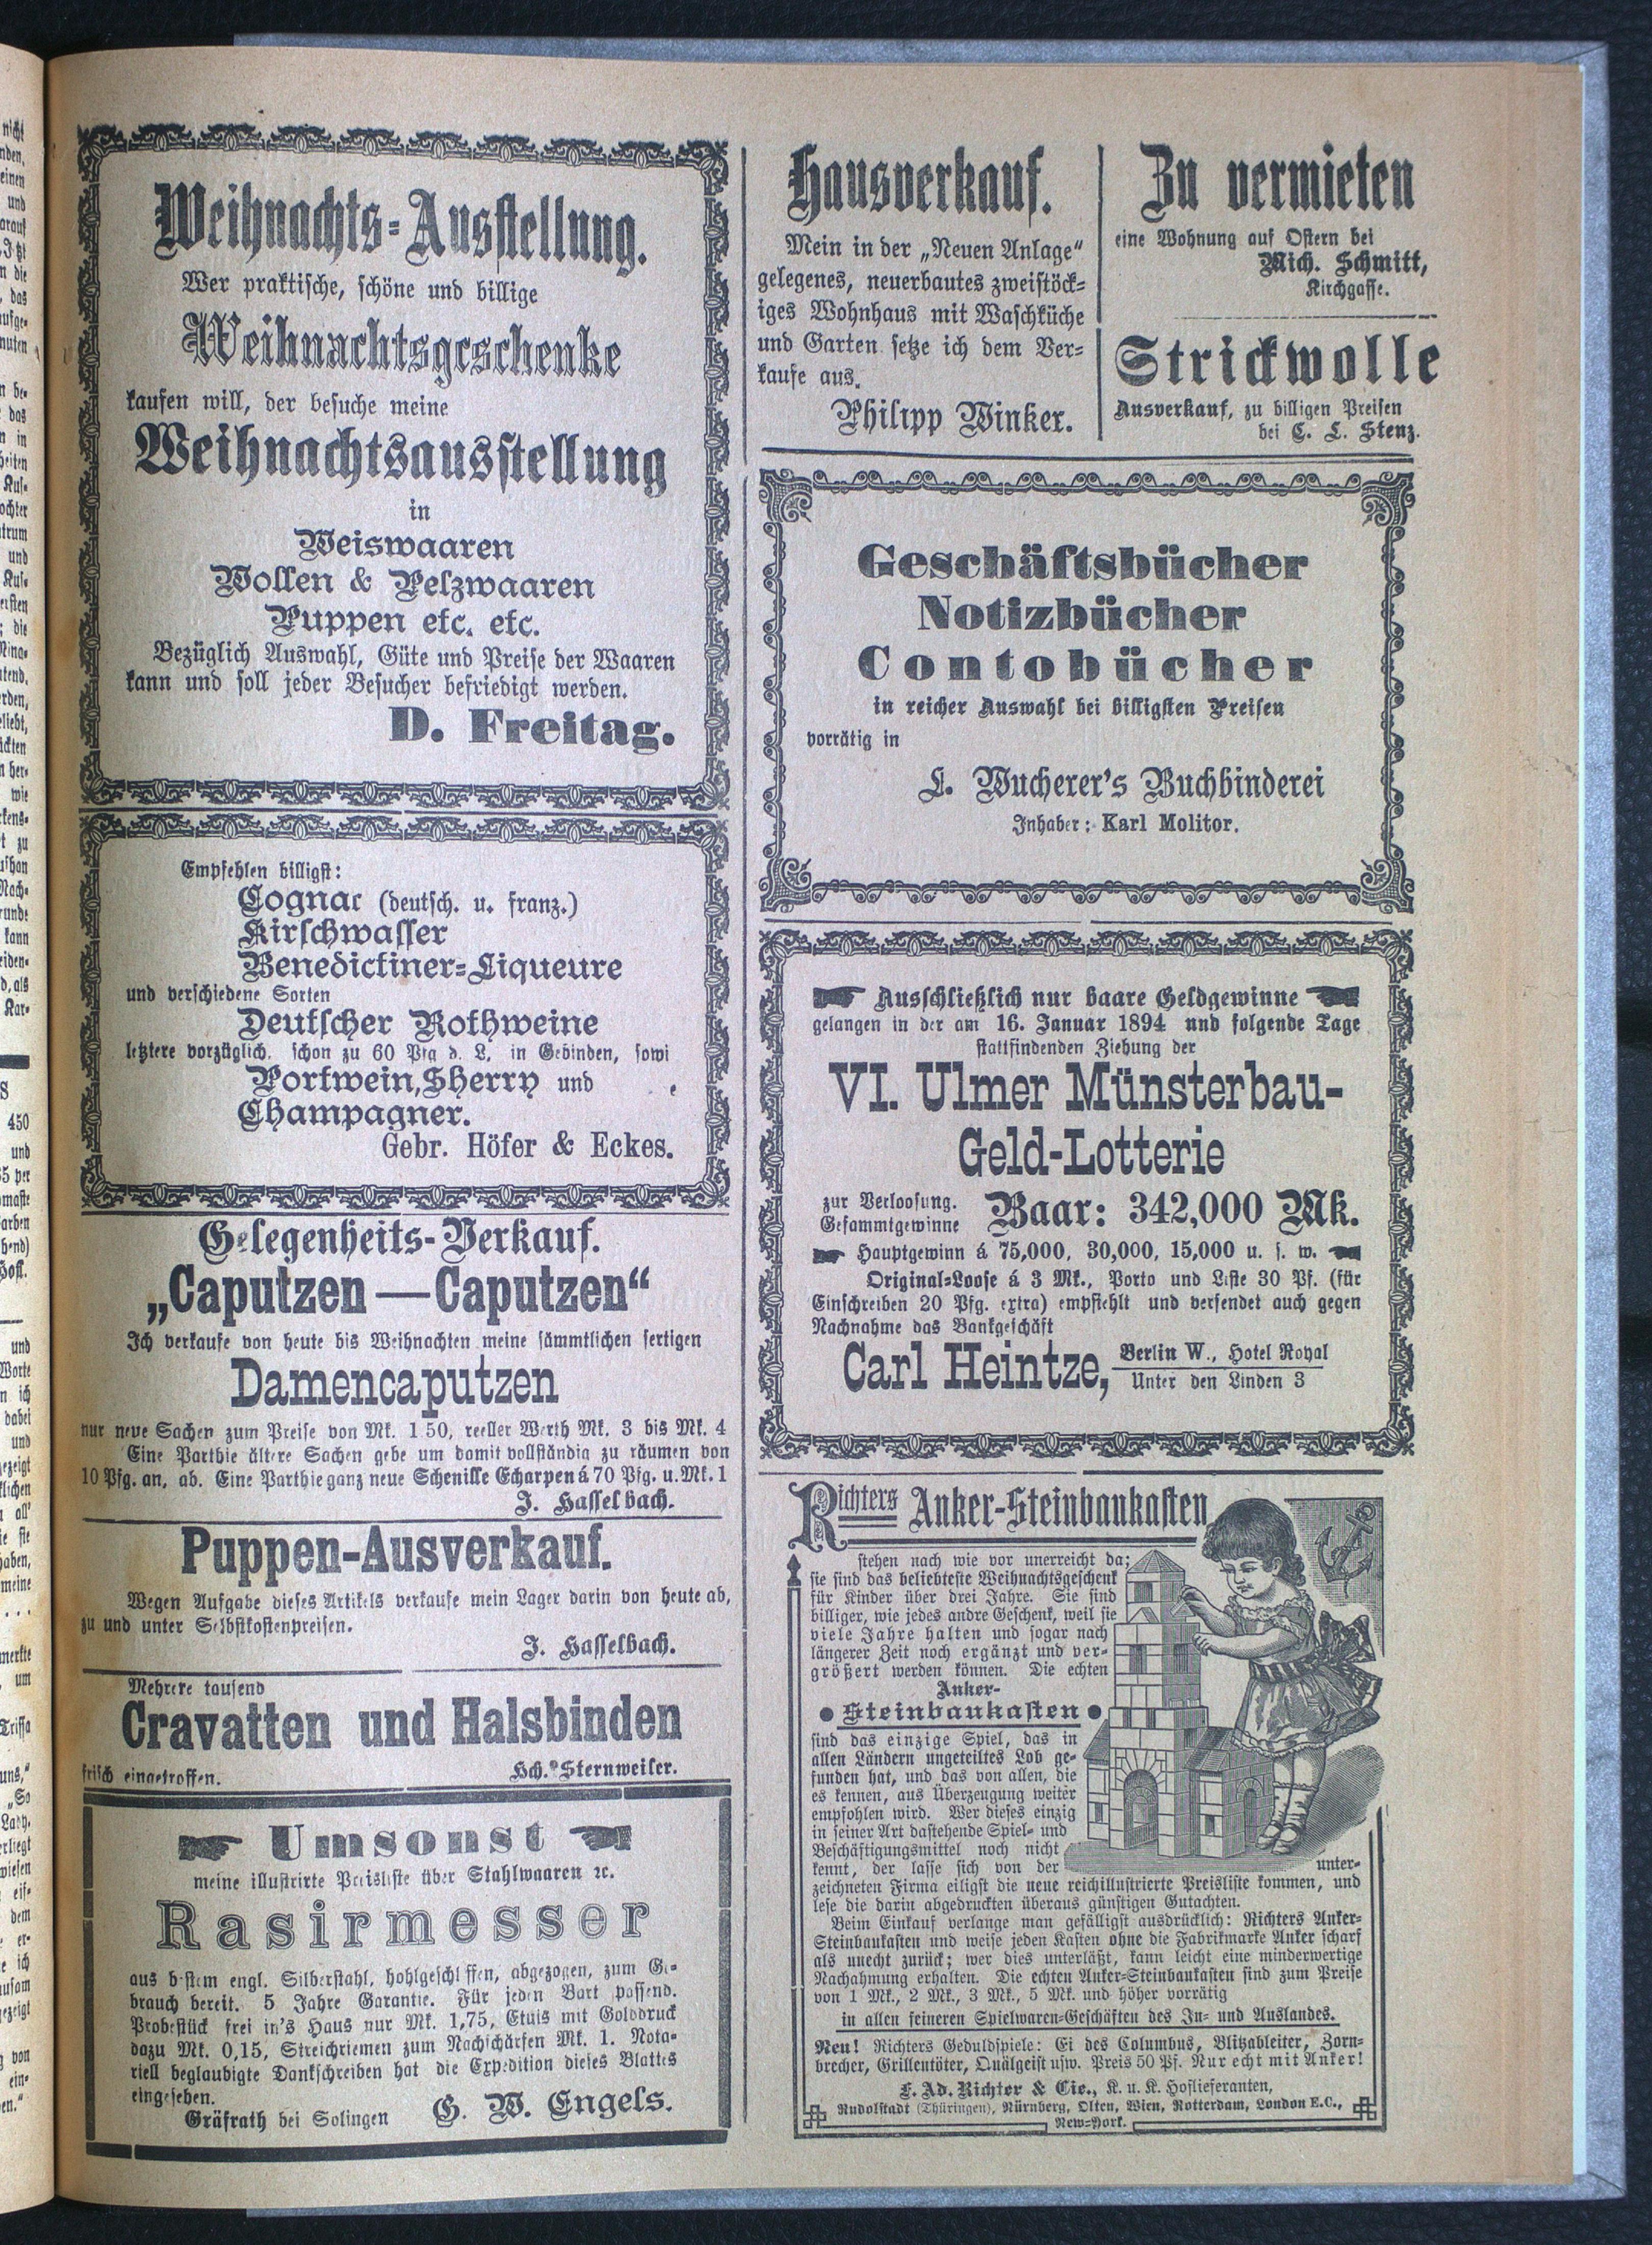 Weihnachts-Ausstellung.
Wer praktische, schöne und billige
Weihnachtsgeschenke
kaufen will, der besuche meine
Weihnachtsausstellung
in
Weiswaaren
Wollen & Pelzwaaren
Puppen etc. etc.
Bezüglich Auswahl, Güte und Preise der Waaren
kann und soll jeder Besucher befriedigt werden.
D. Freitag.
Empfehlen billigst:
Cognac (deutsch. u. franz.)
Kirschwasser
Benedictiner-Liqueure
und verschiedene Sorten
Deutscher Rothweine
letztere vorzüglich, schon zu 60 Pfg d. L. in Gebinden, sowi
Portwein, Sherry und e
Champagner.
Gebr. Höfer & Eckes.
Gelegenheits-Verkauf.
„Caputzen — Caputzen“
Ich verkaufe von heute bis Weihnachten meine sämmtlichen fertigen
Damencaputzen
nur neue Sachen zum Preise von Mk. 1.50, reeller Werth Mk. 3 bis Mk. 4
Eine Parthie ältere Sachen gebe um damit vollständig zu räumen von
10 Pfg. an, ab. Eine Parthie ganz neue Schenille Echarpen á 70 Pfg. u. Mk. 1
J. Hasselbach.
Puppen-Ausverkauf.
Wegen Aufgabe dieses Artikels verkaufe mein Lager darin von heute ab,
zu und unter Selbstkostenpreisen.
J. Hasselbach.
Mehrere tausend
Cravatten und Halsbinden
frisch eingetroffen. Hch. Sternweiler.
Umsonst
meine illustrirte Preisliste über Stahlwaaren ꝛc.
Rasirmesser
aus bestem engl. Silberstahl, hohlgeschliffen, abgezogen, zum Ge-
brauch bereit. 5 Jahre Garantie. Für jeden Bart passend.
Probestück frei in's Haus nur Mk. 1,75, Etuis mit Golddruck
dazu Mk. 0,15, Streichriemen zum Nachschärfen Mk. 1. Nota-
riell beglaubigte Dankschreiben hat die Expedition dieses Blattes
eingesehen.
Gräfrath bei Solingen G. W. Engels.
Hausverkauf.
Mein in der „Neuen Anlage“
gelegenes, neuerbautes zweistöck-
iges Wohnhaus mit Waschküche
und Garten setze ich dem Ver-
kaufe aus.
Philipp Winker.
Zu vermieten
eine Wohnung auf Ostern bei
Mich. Schmitt,
Kirchgasse.
Strickwolle
Ausverkauf, zu billigen Preisen
bei C. L. Stenz.
Geschäftsbücher
Notizbücher
Contobücher
in reicher Auswahl bei billigsten Preisen
vorrätig in
L. Wucherer's Buchbinderei
Inhaber: Karl Molitor.
Ausschließlich nur baare Geldgewinne
gelangen in der am 16. Januar 1894 und folgende Tage
stattfindenden Ziehung der
VI. Ulmer Münsterbau-
Geld-Lotterie
zur Verloosung.
Gesammtgewinne Baar: 342,000 Mk.
Hauptgewinn á 75,000, 30,000, 15,000 u. s. w.
Original-Loose á 3 Mk., Porto und Liste 30 Pf. (für
Einschreiben 20 Pfg. extra) empfiehlt und versendet auch gegen
Nachnahme das Bankgeschäft
Carl Heintze, Berlin W., Hotel Royal
Unter den Linden 3
Richters Anker-Steinbaukasten
stehen nach wie vor unerreicht da;
sie sind das beliebteste Weihnachtsgeschenk
für Kinder über drei Jahre. Sie sind
billiger, wie jedes andre Geschenk, weil sie
viele Jahre halten und sogar nach
längerer Zeit noch ergänzt und ver-
größert werden können. Die echten
Anker-
Steinbaukasten
sind das einzige Spiel, das in
allen Ländern ungeteiltes Lob ge-
funden hat, und das von allen, die
es kennen, aus Überzeugung weiter
empfohlen wird. Wer dieses einzig
in seiner Art dastehende Spiel- und
Beschäftigungsmittel noch nicht
kennt, der lasse sich von der unter-
zeichneten Firma eiligst die neue reichillustrierte Preisliste kommen, und
lese die darin abgedruckten überaus günstigen Gutachten.
Beim Einkauf verlange man gefälligst ausdrücklich: Richters Anker-
Steinbaukasten und weise jeden Kasten ohne die Fabrikmarke Anker scharf
als unecht zurück; wer dies unterläßt, kann leicht eine minderwertige
Nachahmung erhalten. Die echten Anker-Steinbaukasten sind zum Preise
von 1 Mk., 2 Mk., 3 Mk., 5 Mk. und höher vorrätig
in allen feineren Spielwaren-Geschäften des In- und Auslandes.
Neu! Richters Geduldspiele: Ei des Columbus, Blitzableiter, Zorn-
brecher, Grillentöter, Quälgeist usw. Preis 50 Pf. Nur echt mit Anker!
F. Ad. Richter & Cie., K. u. K. Hoflieferanten,
Rudolstadt (Thüringen), Nürnberg, Olten, Wien, Rotterdam, London E.C.,
New-York.